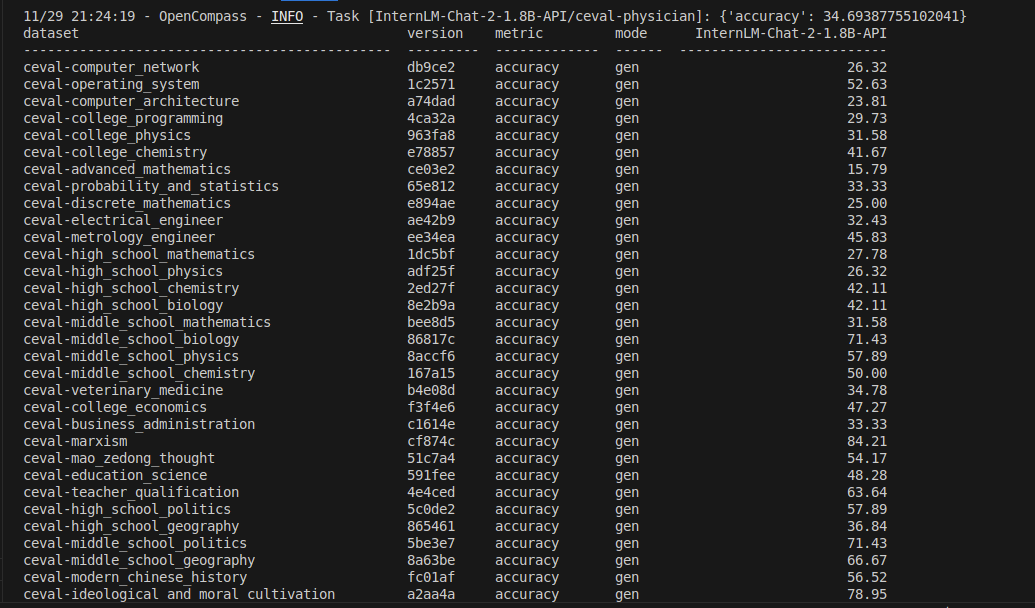 11/29 21:24:19 - OpenCompass - INFO - Task [InternLM-Chat-2-1.8B-API/ceval-physician]: {'accuracy': 34.69387755102041}
dataset version metric mode InternLM-Chat-2-1.8B-API
---------------------------------------------- --------- ------------- ------ --------------------------
ceval-computer_network db9ce2 accuracy gen 26.32
ceval-operating_system 1c2571 accuracy gen 52.63
ceval-computer_architecture a74dad accuracy gen 23.81
ceval-college_programming 4ca32a accuracy gen 29.73
ceval-college_physics 963fa8 accuracy gen 31.58
ceval-college_chemistry e78857 accuracy gen 41.67
ceval-advanced_mathematics ce03e2 accuracy gen 15.79
ceval-probability_and_statistics 65e812 accuracy gen 33.33
ceval-discrete_mathematics e894ae accuracy gen 25.00
ceval-electrical_engineer ae42b9 accuracy gen 32.43
ceval-metrology_engineer ee34ea accuracy gen 45.83
ceval-high_school_mathematics 1dc5bf accuracy gen 27.78
ceval-high_school_physics adf25f accuracy gen 26.32
ceval-high_school_chemistry 2ed27f accuracy gen 42.11
ceval-high_school_biology 8e2b9a accuracy gen 42.11
ceval-middle_school_mathematics bee8d5 accuracy gen 31.58
ceval-middle_school_biology 86817c accuracy gen 71.43
ceval-middle_school_physics 8accf6 accuracy gen 57.89
ceval-middle_school_chemistry 167a15 accuracy gen 50.00
ceval-veterinary_medicine b4e08d accuracy gen 34.78
ceval-college_economics f3f4e6 accuracy gen 47.27
ceval-business_administration c1614e accuracy gen 33.33
ceval-marxism cf874c accuracy gen 84.21
ceval-mao_zedong_thought 51c7a4 accuracy gen 54.17
ceval-education_science 591fee accuracy gen 48.28
ceval-teacher_qualification 4e4ced accuracy gen 63.64
ceval-high_school_politics 5c0de2 accuracy gen 57.89
ceval-high_school_geography 865461 accuracy gen 36.84
ceval-middle_school_politics 5be3e7 accuracy gen 71.43
ceval-middle_school_geography 8a63be accuracy gen 66.67
ceval-modern_chinese_history fc01af accuracy gen 56.52
ceval-ideological_and_moral_cultivation a2aa4a accuracy gen 78.95